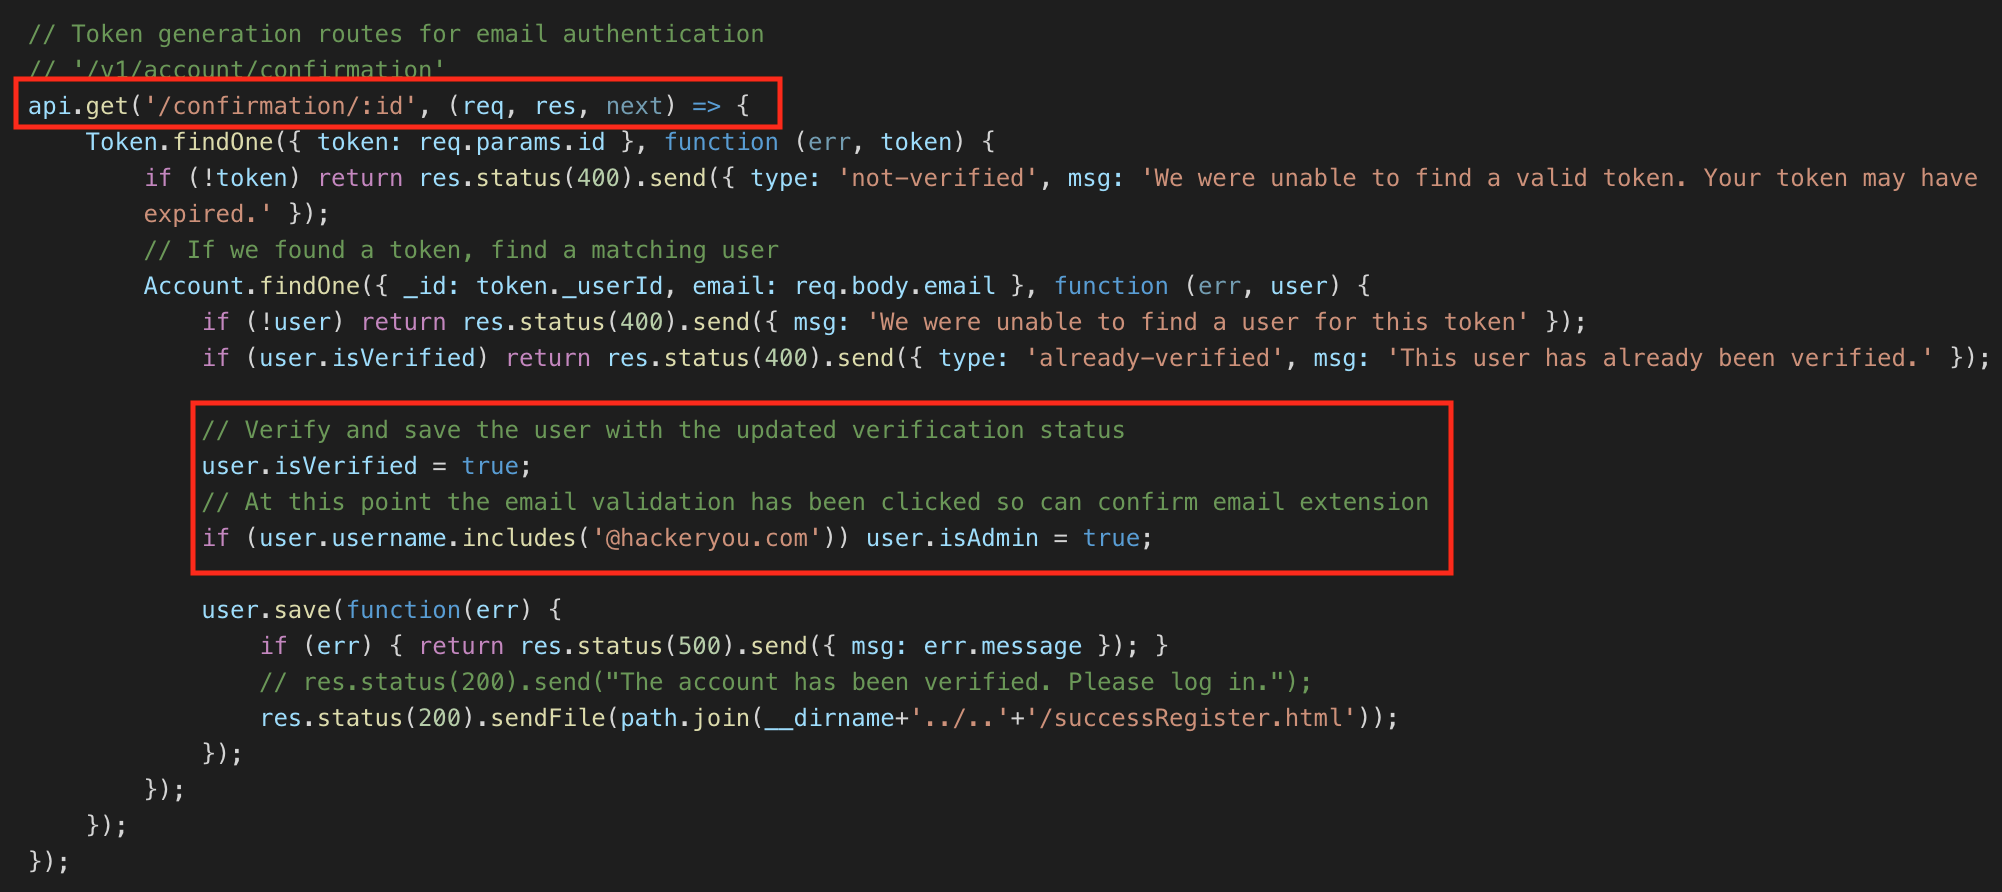 // Token generation routes for email authentication
// '/v1/account/confirmation'
api.get('/confirmation/:id', (req, res, next) => {
Token.findOne({ token: req.params.id }, function (err, token) {
if (!token) return res.status(400).send({ type: 'not-verified', msg: 'We were unable to find a valid token. Your token may have
expired.' });
// If we found a token, find a matching user
Account.findOne({ _id: token._userId, email: req.body.email }, function (err, user) {
if (!user) return res.status(400).send({ msg: 'We were unable to find a user for this token' });
if (user.isVerified) return res.status(400).send({ type: 'already-verified', msg: 'This user has already been verified.' });
// Verify and save the user with the updated verification status
user.isVerified = true;
// At this point the email validation has been clicked so can confirm email extension
if (user.username.includes('@hackeryou.com')) user.isAdmin = true;
user.save(function(err) {
if (err) { return res.status(500).send({ msg: err.message }); }
// res.status(200).send("The account has been verified. Please log in.");
res.status(200).sendFile(path.join(__dirname+'../..'+'/successRegister.html'));
});
});
});
});